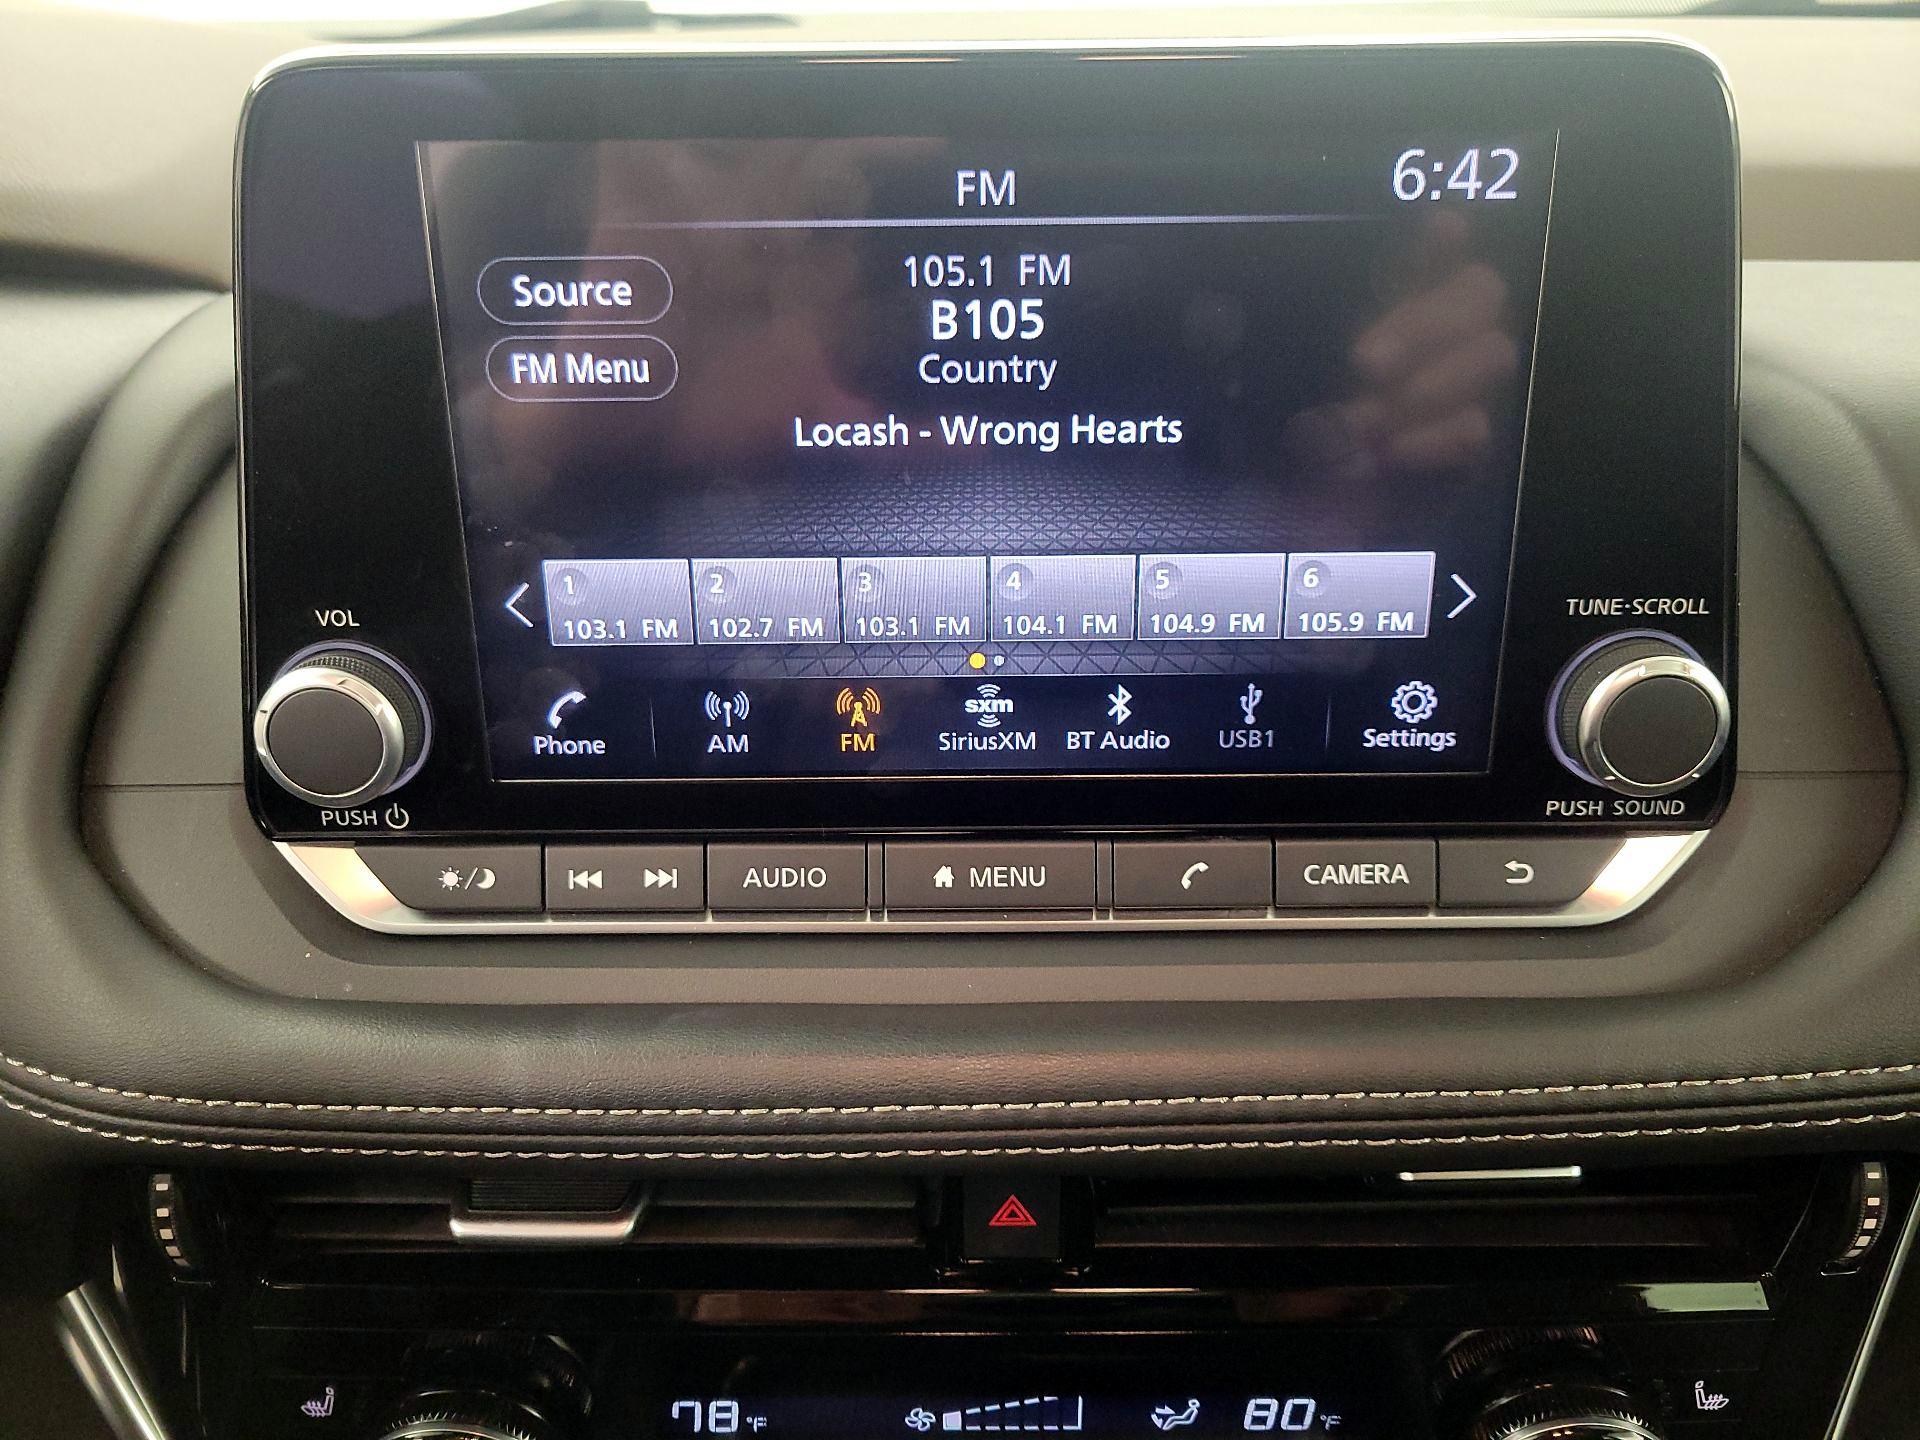 FM
6:42
Source
105.1 FM
B105
FM Menu
Country
Locash - Wrong Hearts
1 2 3 4 5 6
103.1 FM 102.7 FM 103.1 FM 104.1 FM 104.9 FM 105.9 FM
VOL
TUNE·SCROLL
sxm
Phone AM FM SiriusXM BT Audio USB1 Settings
PUSH
PUSH SOUND
AUDIO MENU CAMERA
78°F 80°F